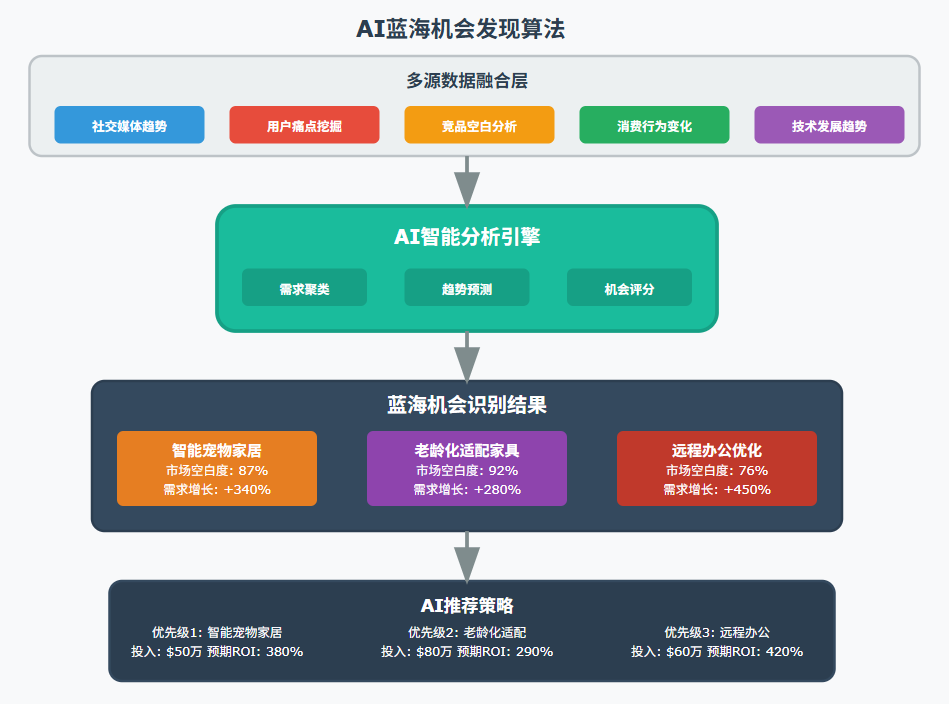 AI蓝海机会发现算法
多源数据融合层
社交媒体趋势
用户痛点挖掘
竞品空白分析
消费行为变化
技术发展趋势
AI智能分析引擎
需求聚类
趋势预测
机会评分
蓝海机会识别结果
智能宠物家居
市场空白度: 87%
需求增长: +340%
老龄化适配家具
市场空白度: 92%
需求增长: +280%
远程办公优化
市场空白度: 76%
需求增长: +450%
AI推荐策略
优先级1: 智能宠物家居
投入: $50万 预期ROI: 380%
优先级2: 老龄化适配
投入: $80万 预期ROI: 290%
优先级3: 远程办公
投入: $60万 预期ROI: 420%